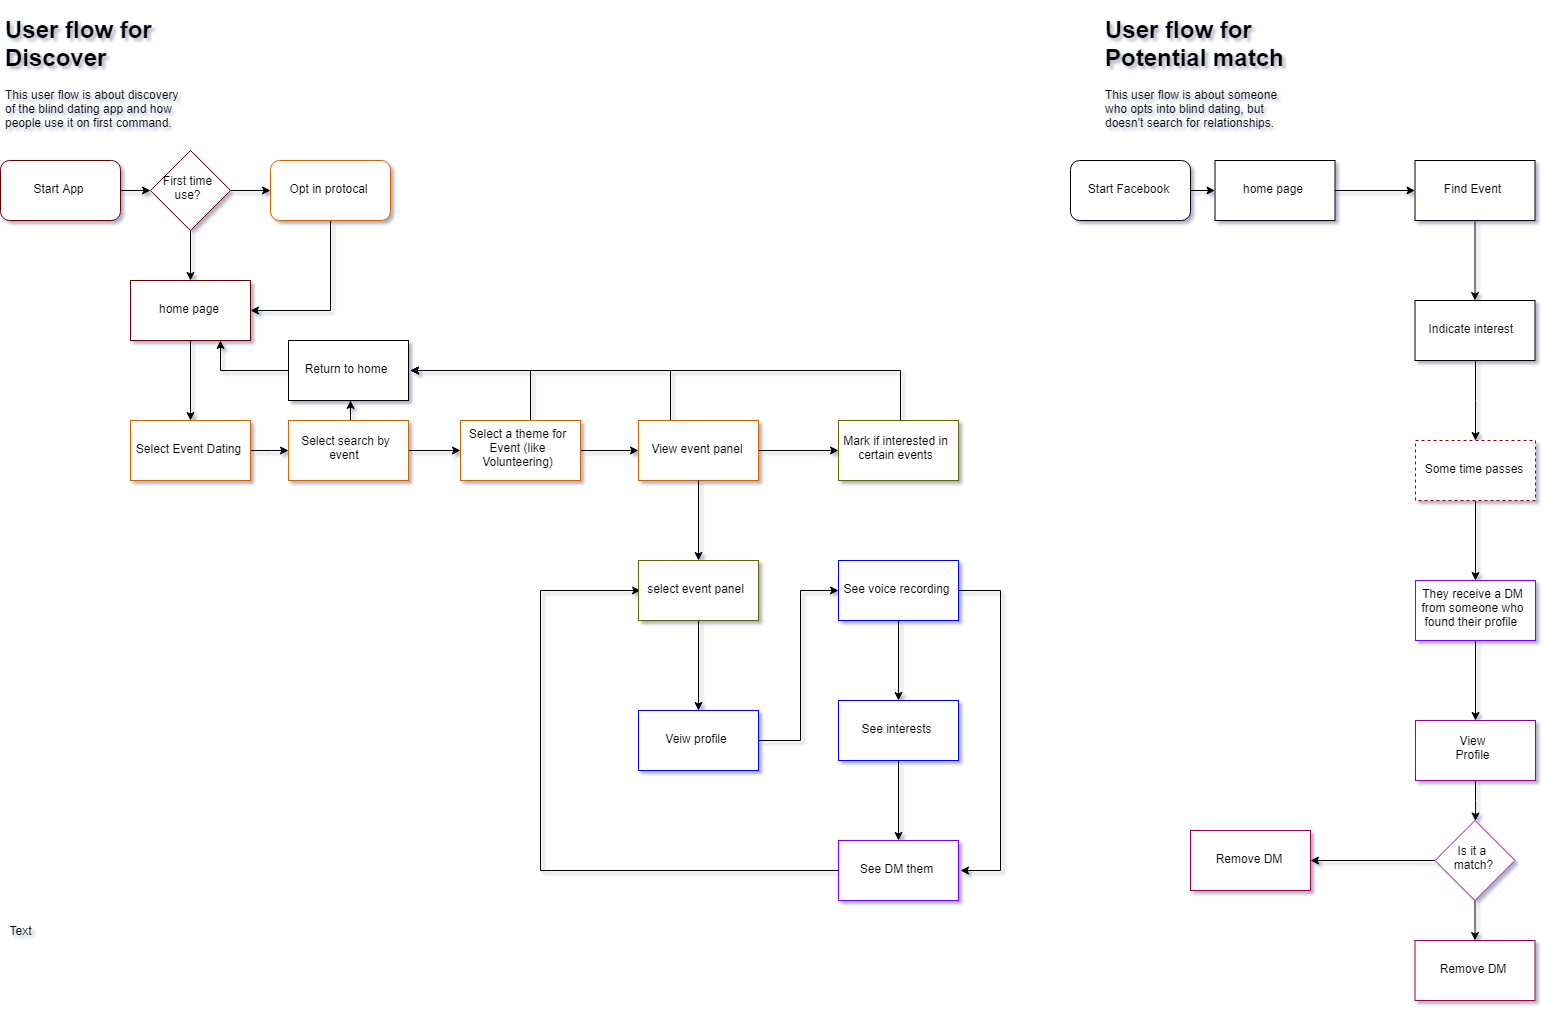 User flow for
Discover
This user flow is about discovery
of the blind dating app and how
people use it on first command.
Start App
First time
use?
Opt in protocal
home page
Return to home
Select Event Dating
Select search by
event
Select a theme for
Event (like
Volunteering)
View event panel
Mark if interested in
certain events
select event panel
See voice recording
Veiw profile
See interests
See DM them
Text
User flow for
Potential match
This user flow is about someone
who opts into blind dating, but
doesn't search for relationships.
Start Facebook
home page
Find Event
Indicate interest
Some time passes
They receive a DM
from someone who
found their profile
View
Profile
Is it a
match?
Remove DM
Remove DM